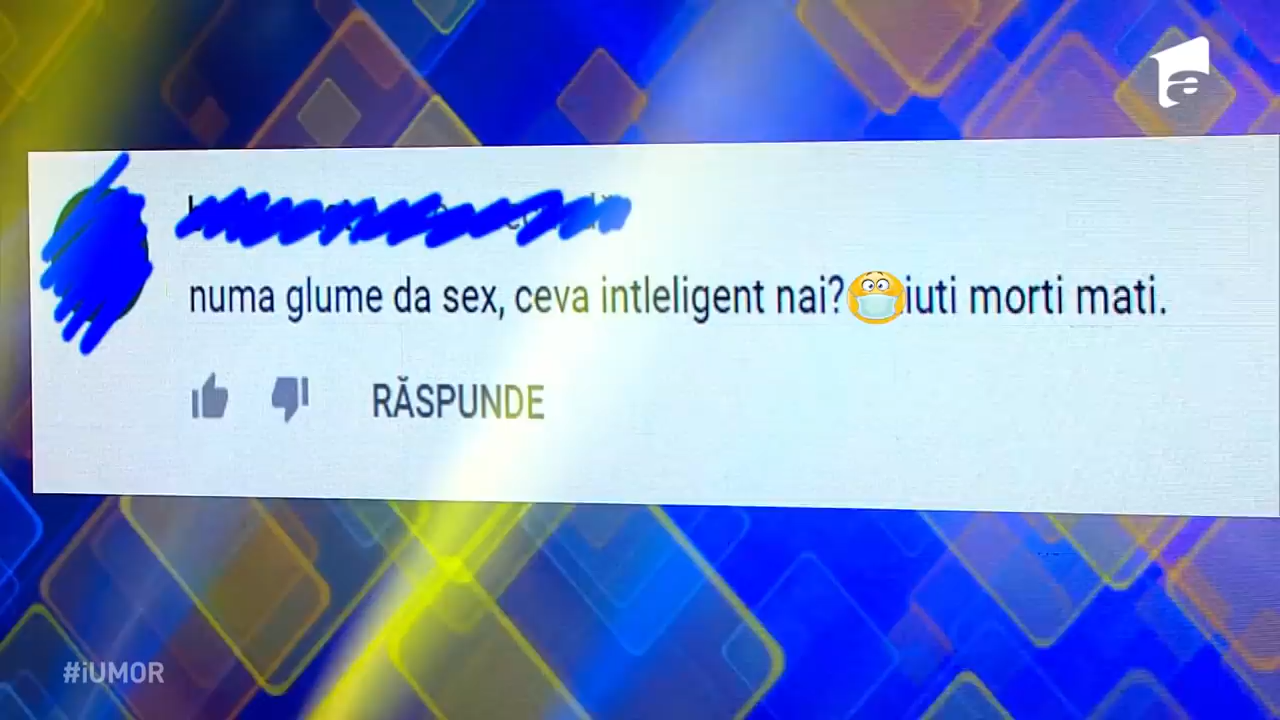 numa glume da sex, ceva intleligent nai? iuti morti mati.
RĂSPUNDE
#iUMOR